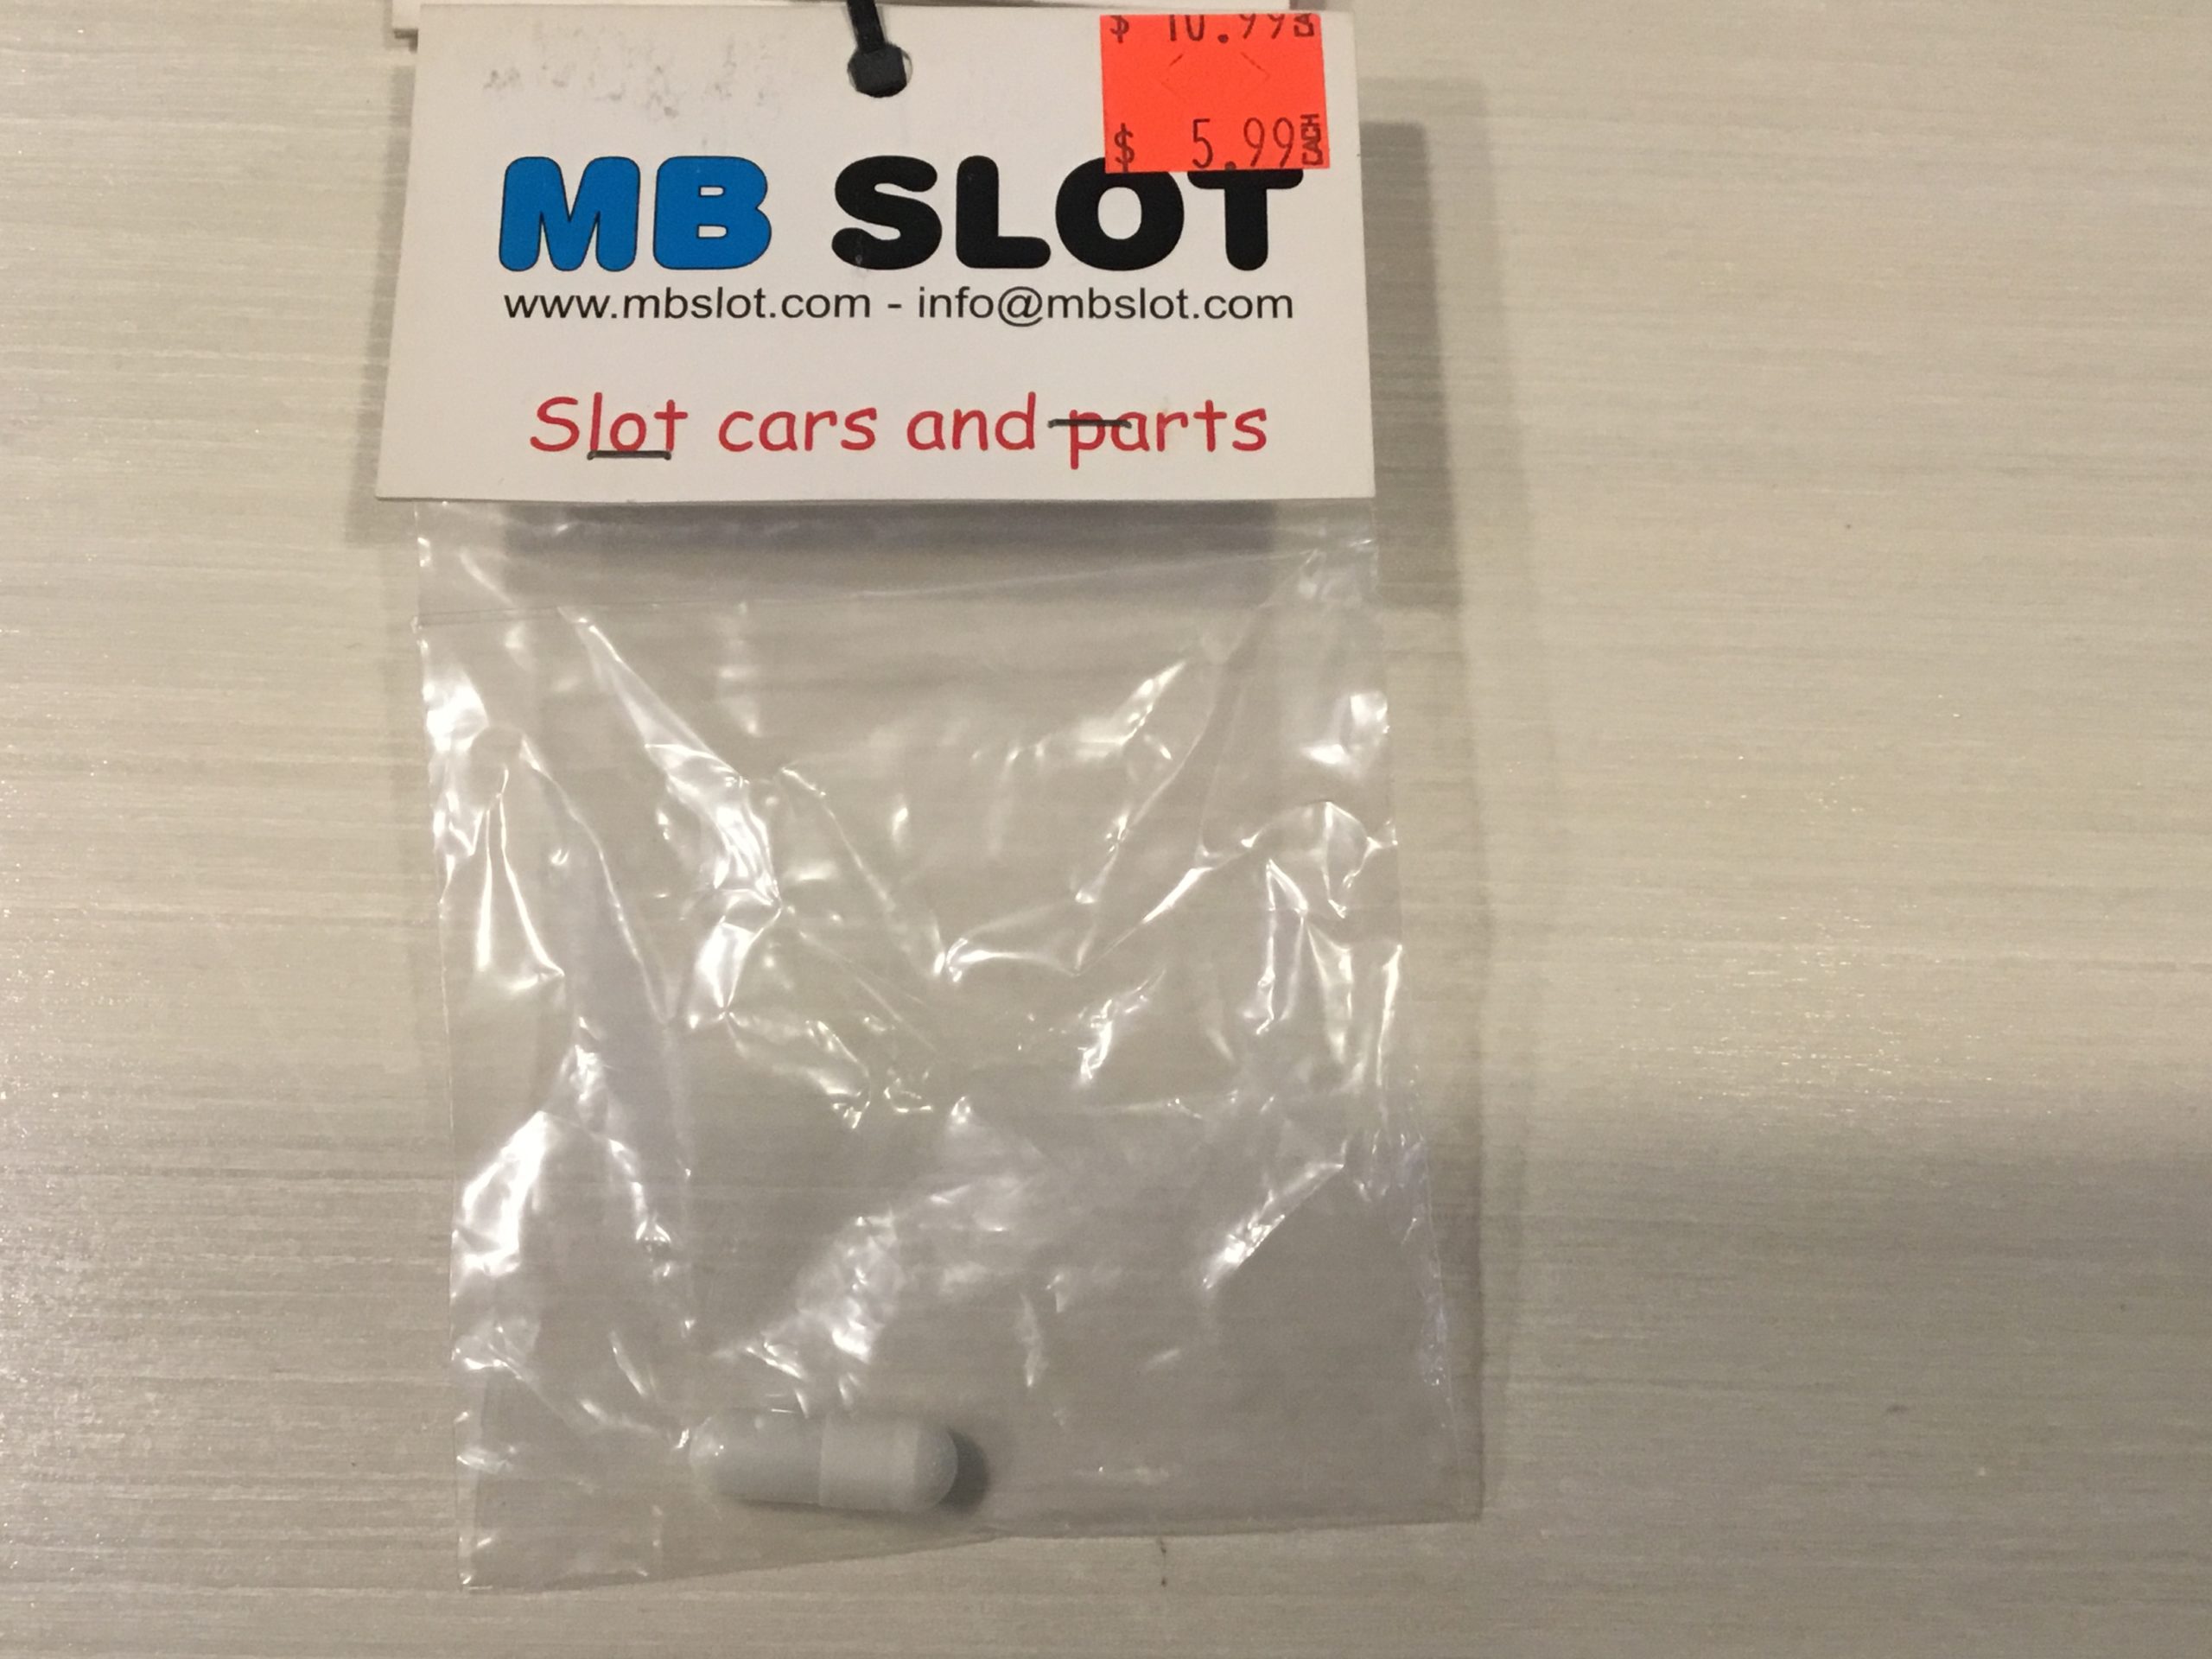 $ 10.99
$ 5.99 EACH
MB SLOT
www.mbslot.com - info@mbslot.com
Slot cars and parts